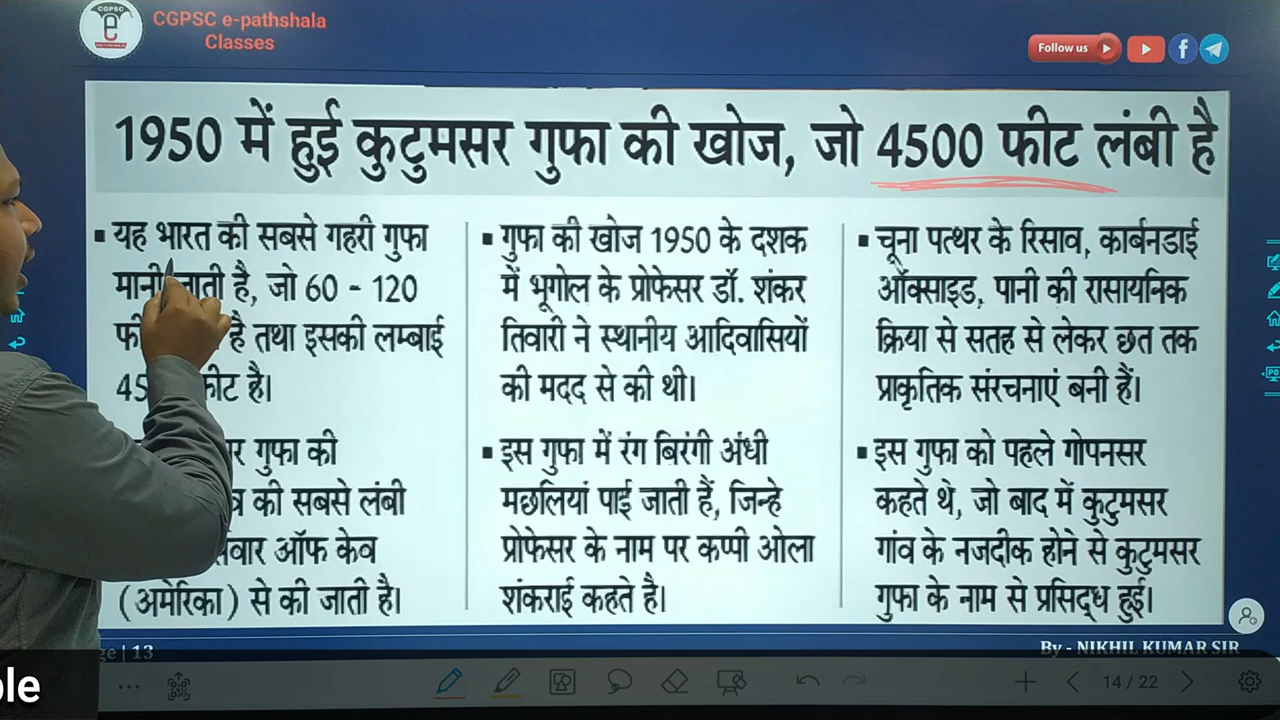 CGPSC
e
CGPSC e-pathshala
Classes
Follow us
1950 में हुई कुटुमसर गुफा की खोज, जो 4500 फीट लंबी है
▪ यह भारत की सबसे गहरी गुफा
मानी जाती है, जो 60 - 120
है तथा इसकी लम्बाई
फीट है।
गुफा की
की सबसे लंबी
ऑफ केव
(अमेरिका) से की जाती है।
▪ गुफा की खोज 1950 के दशक
में भूगोल के प्रोफेसर डॉ. शंकर
तिवारी ने स्थानीय आदिवासियों
की मदद से की थी।
▪ इस गुफा में रंग बिरंगी अंधी
मछलियां पाई जाती हैं, जिन्हे
प्रोफेसर के नाम पर कप्पी ओला
शंकराई कहते है।
▪ चूना पत्थर के रिसाव, कार्बनडाई
ऑक्साइड, पानी की रासायनिक
क्रिया से सतह से लेकर छत तक
प्राकृतिक संरचनाएं बनी हैं।
▪ इस गुफा को पहले गोपनसर
कहते थे, जो बाद में कुटुमसर
गांव के नजदीक होने से कुटुमसर
गुफा के नाम से प्रसिद्ध हुई।
| 13
By - NIKHIL KUMAR SIR
14 / 22